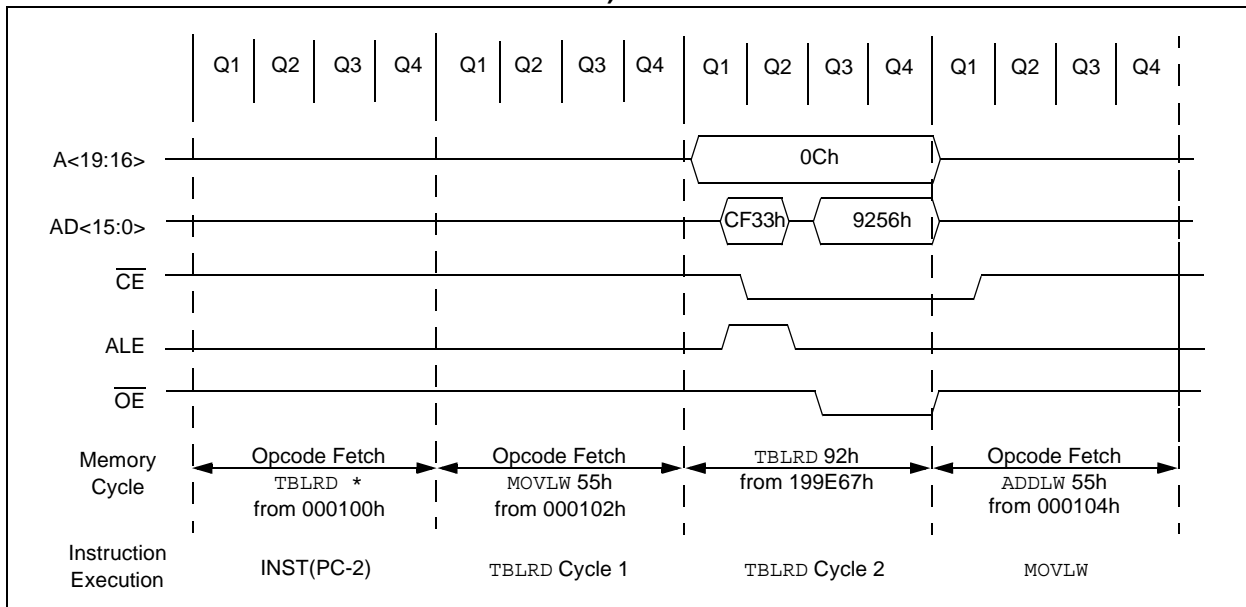 )
Q1 Q2 Q3 Q4 Q1 Q2 Q3 Q4 Q1 Q2 Q3 Q4 Q1 Q2 Q3 Q4
A<19:16>
0Ch
AD<15:0>
CF33h
9256h
CE
ALE
OE
Memory
Cycle
Opcode Fetch
TBLRD *
from 000100h
Opcode Fetch
MOVLW 55h
from 000102h
TBLRD 92h
from 199E67h
Opcode Fetch
ADDLW 55h
from 000104h
Instruction
Execution
INST(PC-2)
TBLRD Cycle 1
TBLRD Cycle 2
MOVLW